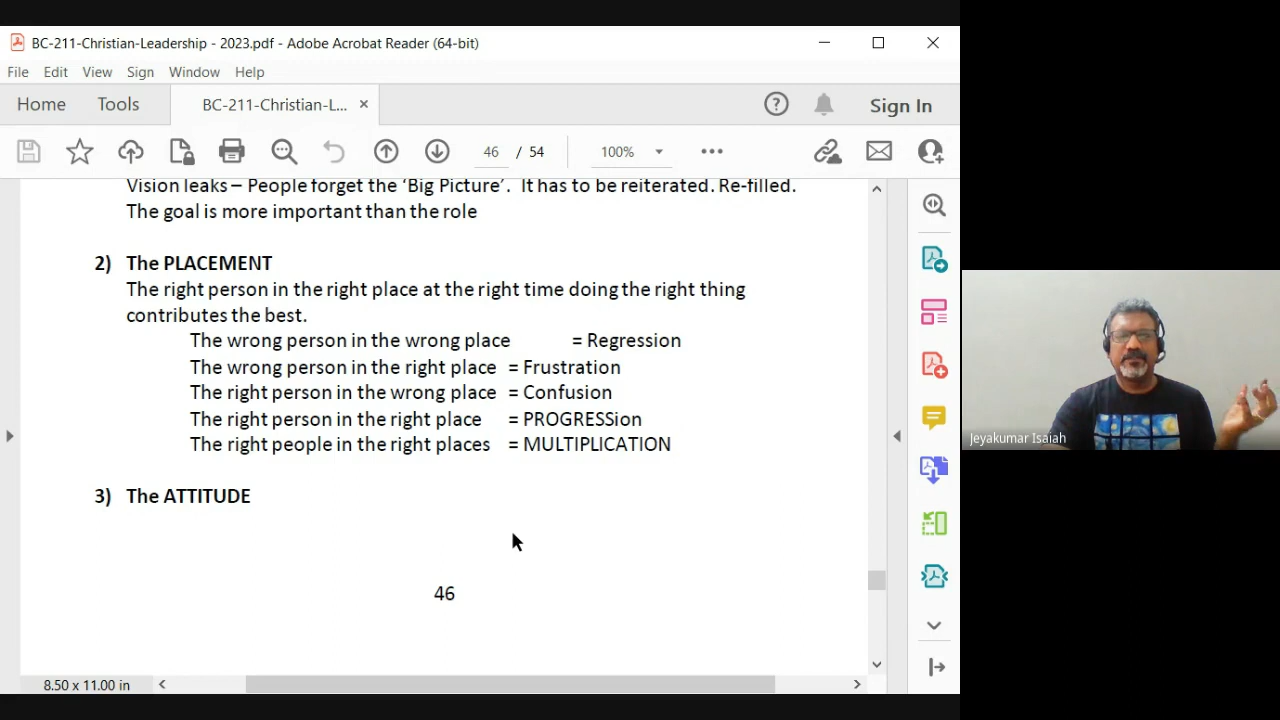 BC-211-Christian-Leadership - 2023.pdf - Adobe Acrobat Reader (64-bit)
File Edit View Sign Window Help
Home Tools BC-211-Christian-L... × Sign In
46 / 54 100%
Vision leaks – People forget the ‘Big Picture’. It has to be reiterated. Re-filled.
The goal is more important than the role
2) The PLACEMENT
The right person in the right place at the right time doing the right thing
contributes the best.
The wrong person in the wrong place = Regression
The wrong person in the right place = Frustration
The right person in the wrong place = Confusion
The right person in the right place = PROGRESSion
The right people in the right places = MULTIPLICATION
3) The ATTITUDE
46
8.50 x 11.00 in
Jeyakumar Isaiah